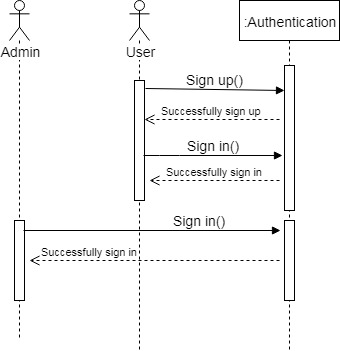 :Authentication
Admin
User
Sign up()
Successfully sign up
Sign in()
Successfully sign in
Sign in()
Successfully sign in